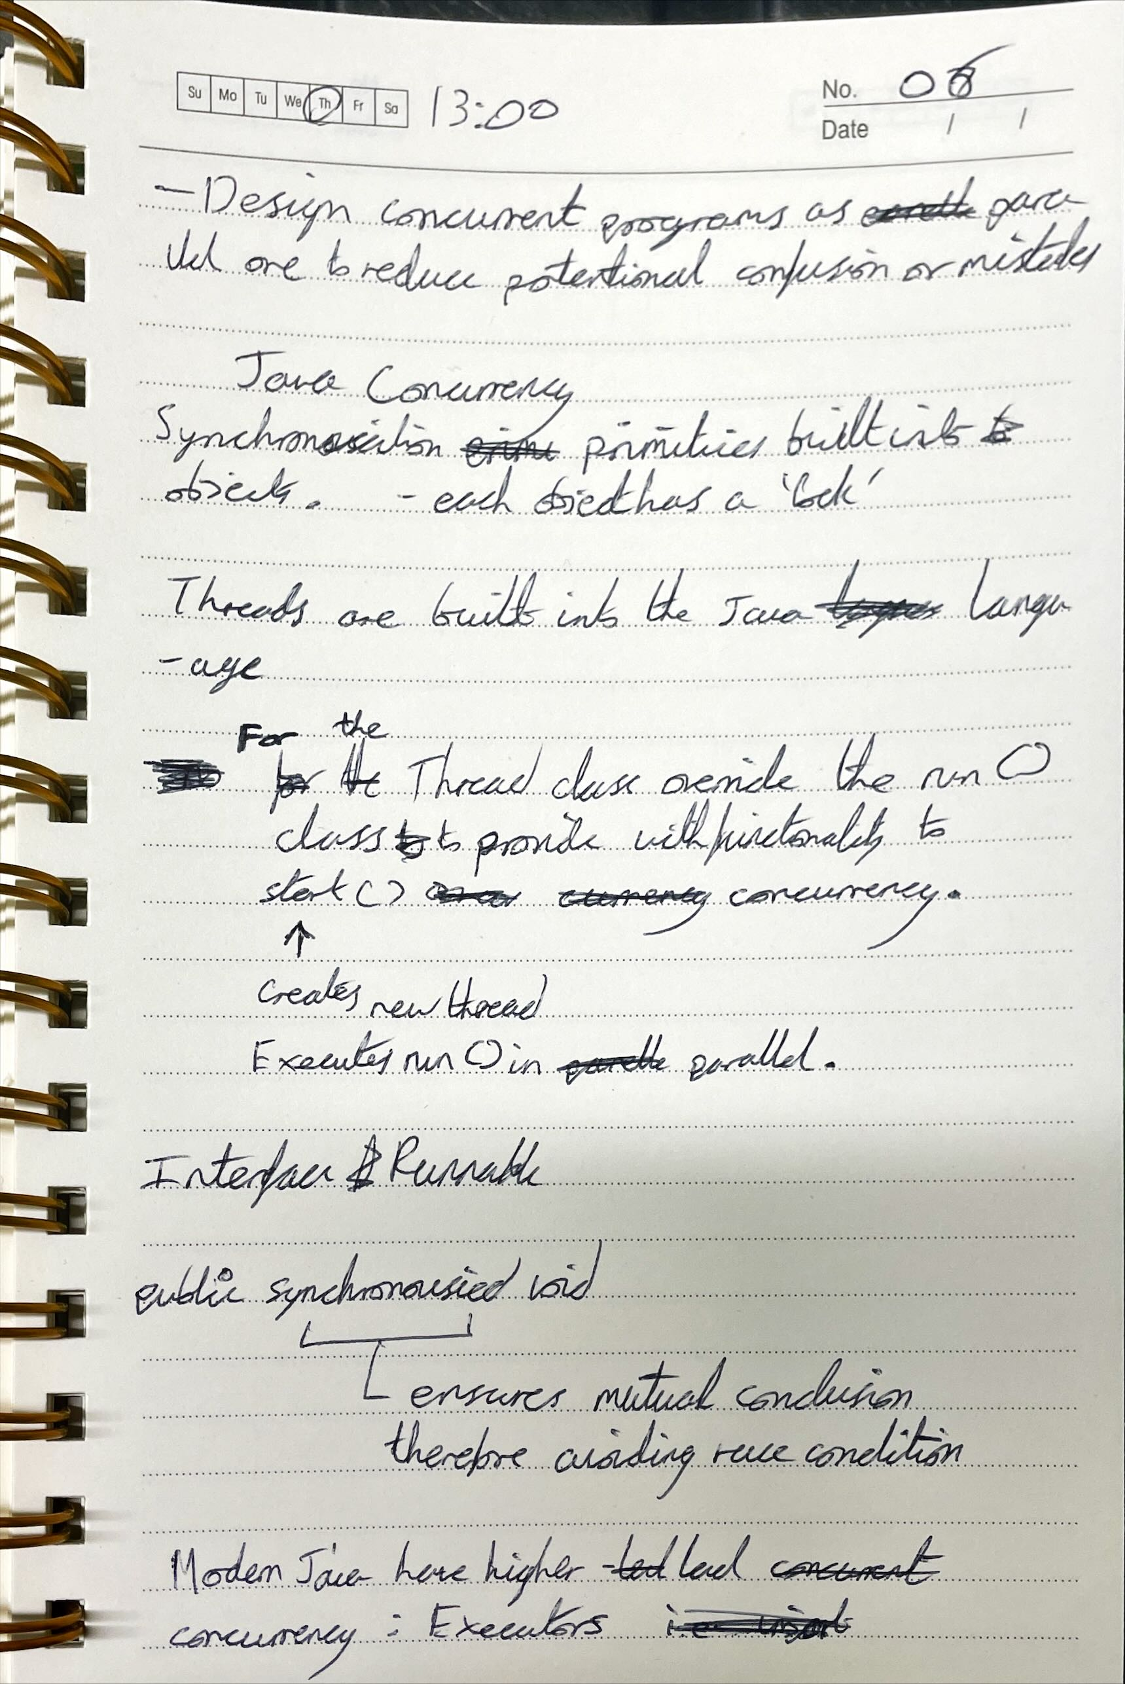 Su Mo Tu We Th Fr Sa 13:00 No. 06
Date / /
– Design concurrent programs as para-
llel one to reduce potentional confusion or mistakes
Java Concurrency
Synchronosisation primitives built into
objects. - each object has a 'lock'
Threads are built into the Java langu
-age
For the
Thread class override the run ()
class to provide with functionality to
start () concurrency.
↑
Creates new thread
Executes run () in parallel.
Interface Runnable
public synchronousied void
ensures mutual conclusion
therefore avoiding race condition
Modern Java have higher level
concurrency : Executors